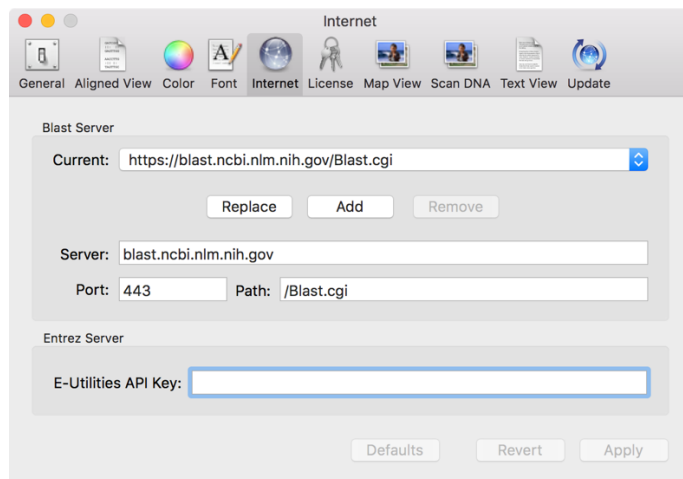 Internet
General Aligned View Color Font Internet License Map View Scan DNA Text View Update
Blast Server
Current: https://blast.ncbi.nlm.nih.gov/Blast.cgi
Replace Add Remove
Server: blast.ncbi.nlm.nih.gov
Port: 443 Path: /Blast.cgi
Entrez Server
E-Utilities API Key:
Defaults Revert Apply